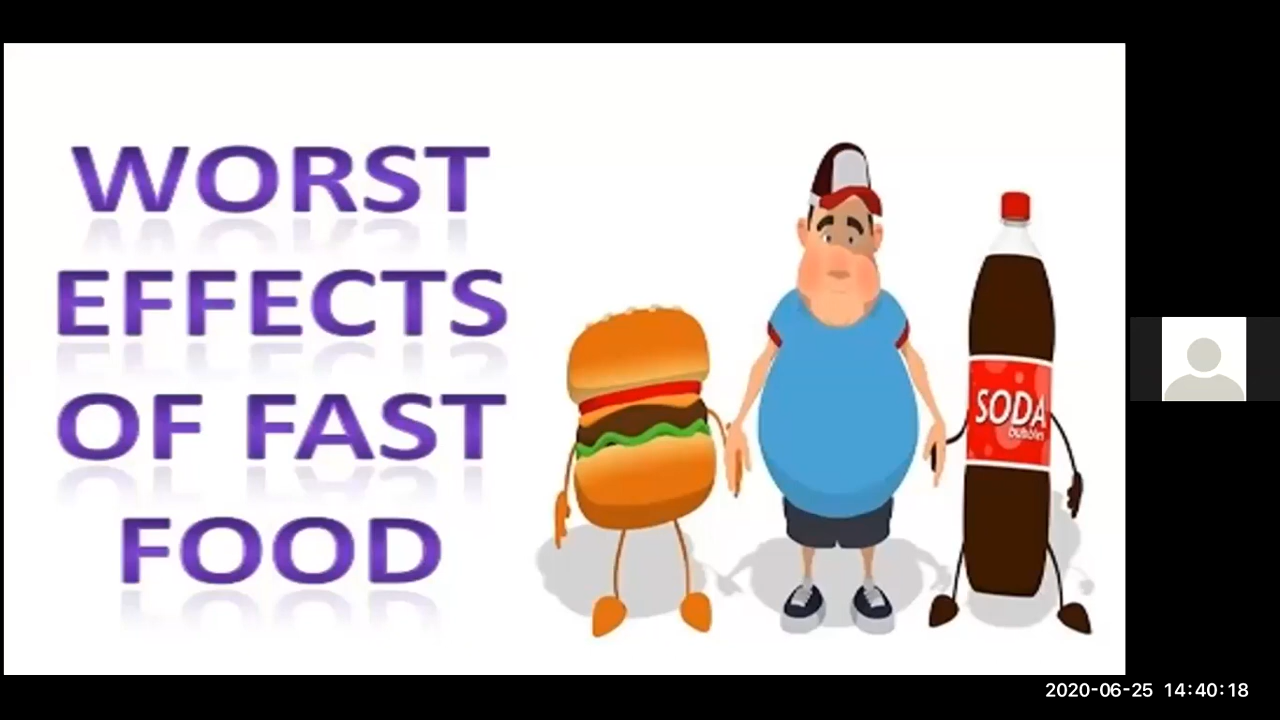 WORST
EFFECTS
OF FAST
FOOD
SODA
bubbles
2020-06-25 14:40:18